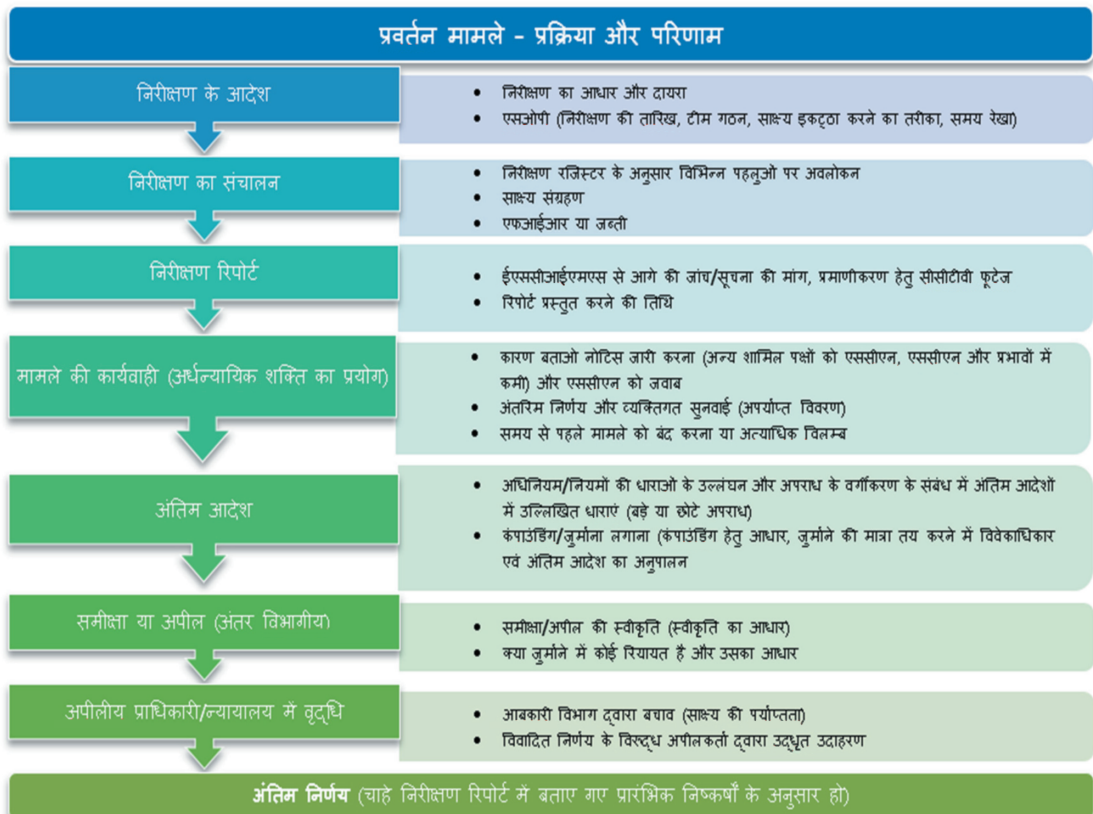 प्रवर्तन मामले – प्रक्रिया और परिणाम
निरीक्षण के आदेश
• निरीक्षण का आधार और दायरा
• एसओपी (निरीक्षण की तारिख, टीम गठन, साक्ष्य इकट्ठा करने का तरीका, समय रेखा)
निरीक्षण का संचालन
• निरीक्षण रजिस्टर के अनुसार विभिन्न पहलुओं पर अवलोकन
• साक्ष्य संग्रहण
• एफआईआर या जब्ती
निरीक्षण रिपोर्ट
• ईएससीआईएमएस से आगे की जांच/सूचना की मांग, प्रमाणीकरण हेतु सीसीटीवी फूटेज
• रिपोर्ट प्रस्तुत करने की तिथि
मामले की कार्यवाही (अर्धन्यायिक शक्ति का प्रयोग)
• कारण बताओ नोटिस जारी करना (अन्य शामिल पक्षों को एससीएन, एससीएन और प्रभावों में
कमी) और एससीएन को जवाब
• अंतरिम निर्णय और व्यक्तिगत सुनवाई (अपर्याप्त विवरण)
• समय से पहले मामले को बंद करना या अत्याधिक विलम्ब
अंतिम आदेश
• अधिनियम/नियमों की धाराओं के उल्लंघन और अपराध के वर्गीकरण के संबंध में अंतिम आदेशों
में उल्लिखित धाराएं (बड़े या छोटे अपराध)
• कंपाउंडिंग/जुर्माना लगाना (कंपाउंडिंग हेतु आधार, जुर्माने की मात्रा तय करने में विवेकाधिकार
एवं अंतिम आदेश का अनुपालन
समीक्षा या अपील (अंतर विभागीय)
• समीक्षा/अपील की स्वीकृति (स्वीकृति का आधार)
• क्या जुर्माने में कोई रियायत है और उसका आधार
अपीलीय प्राधिकारी/न्यायालय में वृद्धि
• आबकारी विभाग द्वारा बचाव (साक्ष्य की पर्याप्तता)
• विवादित निर्णय के विरुद्ध अपीलकर्ता द्वारा उद्धृत उदाहरण
अंतिम निर्णय (चाहे निरीक्षण रिपोर्ट में बताए गए प्रारंभिक निष्कर्षों के अनुसार हो)